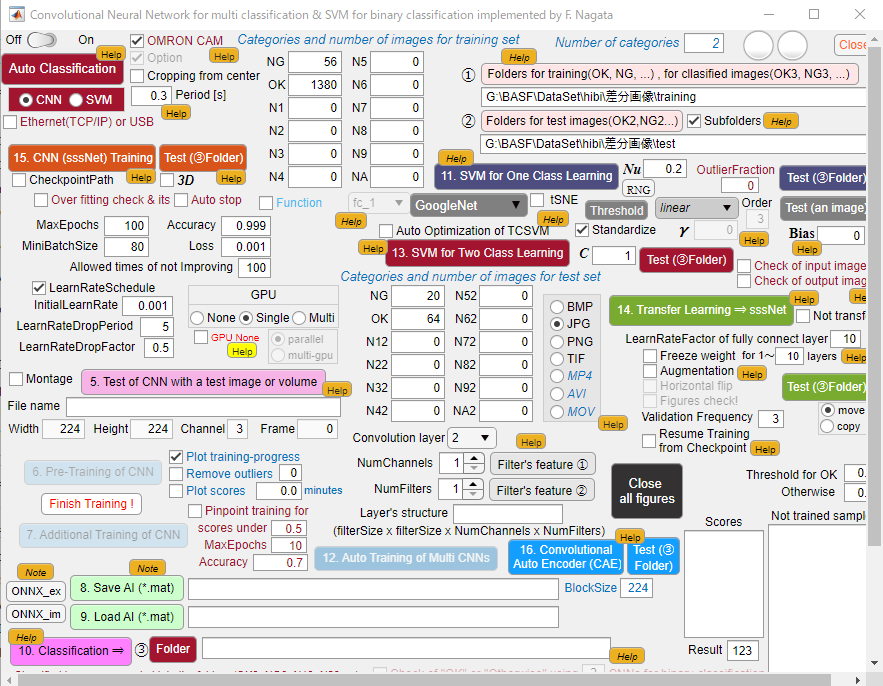 Convolutional Neural Network for multi classification & SVM for binary classification implemented by F. Nagata
Off On OMRON CAM Categories and number of images for training set Number of categories 2 Close
Help Option Help
Auto Classification Cropping from center NG 56 N5 0 Help
OK 1380 N6 0 ① Folders for training(OK, NG, ...) , for cllasified images(OK3, NG3, ...)
CNN SVM 0.3 Period [s] N1 0 N7 0 G:\BASF\DataSet\hibi\差分画像\training
Help
Ethernet(TCP/IP) or USB N2 0 N8 0 ② Folders for test images(OK2,NG2...) Subfolders Help
N3 0 N9 0 G:\BASF\DataSet\hibi\差分画像\test
15. CNN (sssNet) Training Test (③Folder) N4 0 NA 0 Help
CheckpointPath Help 3D Help 11. SVM for One Class Learning Nu 0.2 OutlierFraction Test (③Folder)
RNG 0
Over fitting check & its Auto stop Function fc_1 GoogleNet tSNE Threshold linear Order Test (an image)
Help Help 3
MaxEpochs 100 Accuracy 0.999 Auto Optimization of TCSVM Standardize γ 0 Help Bias 0
MiniBatchSize 80 Loss 0.001 Help 13. SVM for Two Class Learning C 1 Test (③Folder) Help
Allowed times of not Improving 100 Check of input image
Categories and number of images for test set Check of output imag
LearnRateSchedule GPU NG 20 N52 0 Help He
InitialLearnRate 0.001 None Single Multi OK 64 N62 0 BMP 14. Transfer Learning ⇒ sssNet Not transfe
LearnRateDropPeriod 5 N12 0 N72 0 JPG
LearnRateDropFactor 0.5 GPU None parallel N22 0 N82 0 PNG LearnRateFactor of fully connect layer 10
Help multi-gpu N32 0 N92 0 TIF Freeze weight for 1～ 10 layers Help
N42 0 NA2 0 MP4 Augmentation Help
Montage 5. Test of CNN with a test image or volume Help AVI Horizontal flip Test (③Folder)
File name MOV Figures check!
Width 224 Height 224 Channel 3 Frame 0 Help Validation Frequency 3 move
copy
Convolution layer 2 Help Resume Training
from Checkpoint Help
Plot training-progress
6. Pre-Training of CNN Remove outliers 0 NumChannels 1 Filter's feature ① Close
all figures Threshold for OK 0.
Finish Training ! Plot scores 0.0 minutes NumFilters 1 Filter's feature ② Otherwise 0.
Pinpoint training for Layer's structure Scores Not trained sampl
7. Additional Training of CNN scores under 0.5 (filterSize x filterSize x NumChannels x NumFilters)
MaxEpochs 10 Help
Accuracy 0.7 12. Auto Training of Multi CNNs 16. Convolutional
Auto Encoder (CAE) Test (③
Folder)
Note Note
ONNX_ex 8. Save AI (*.mat) BlockSize 224
ONNX_im 9. Load AI (*.mat)
Help
10. Classification ⇒ ③ Folder Help Result 123